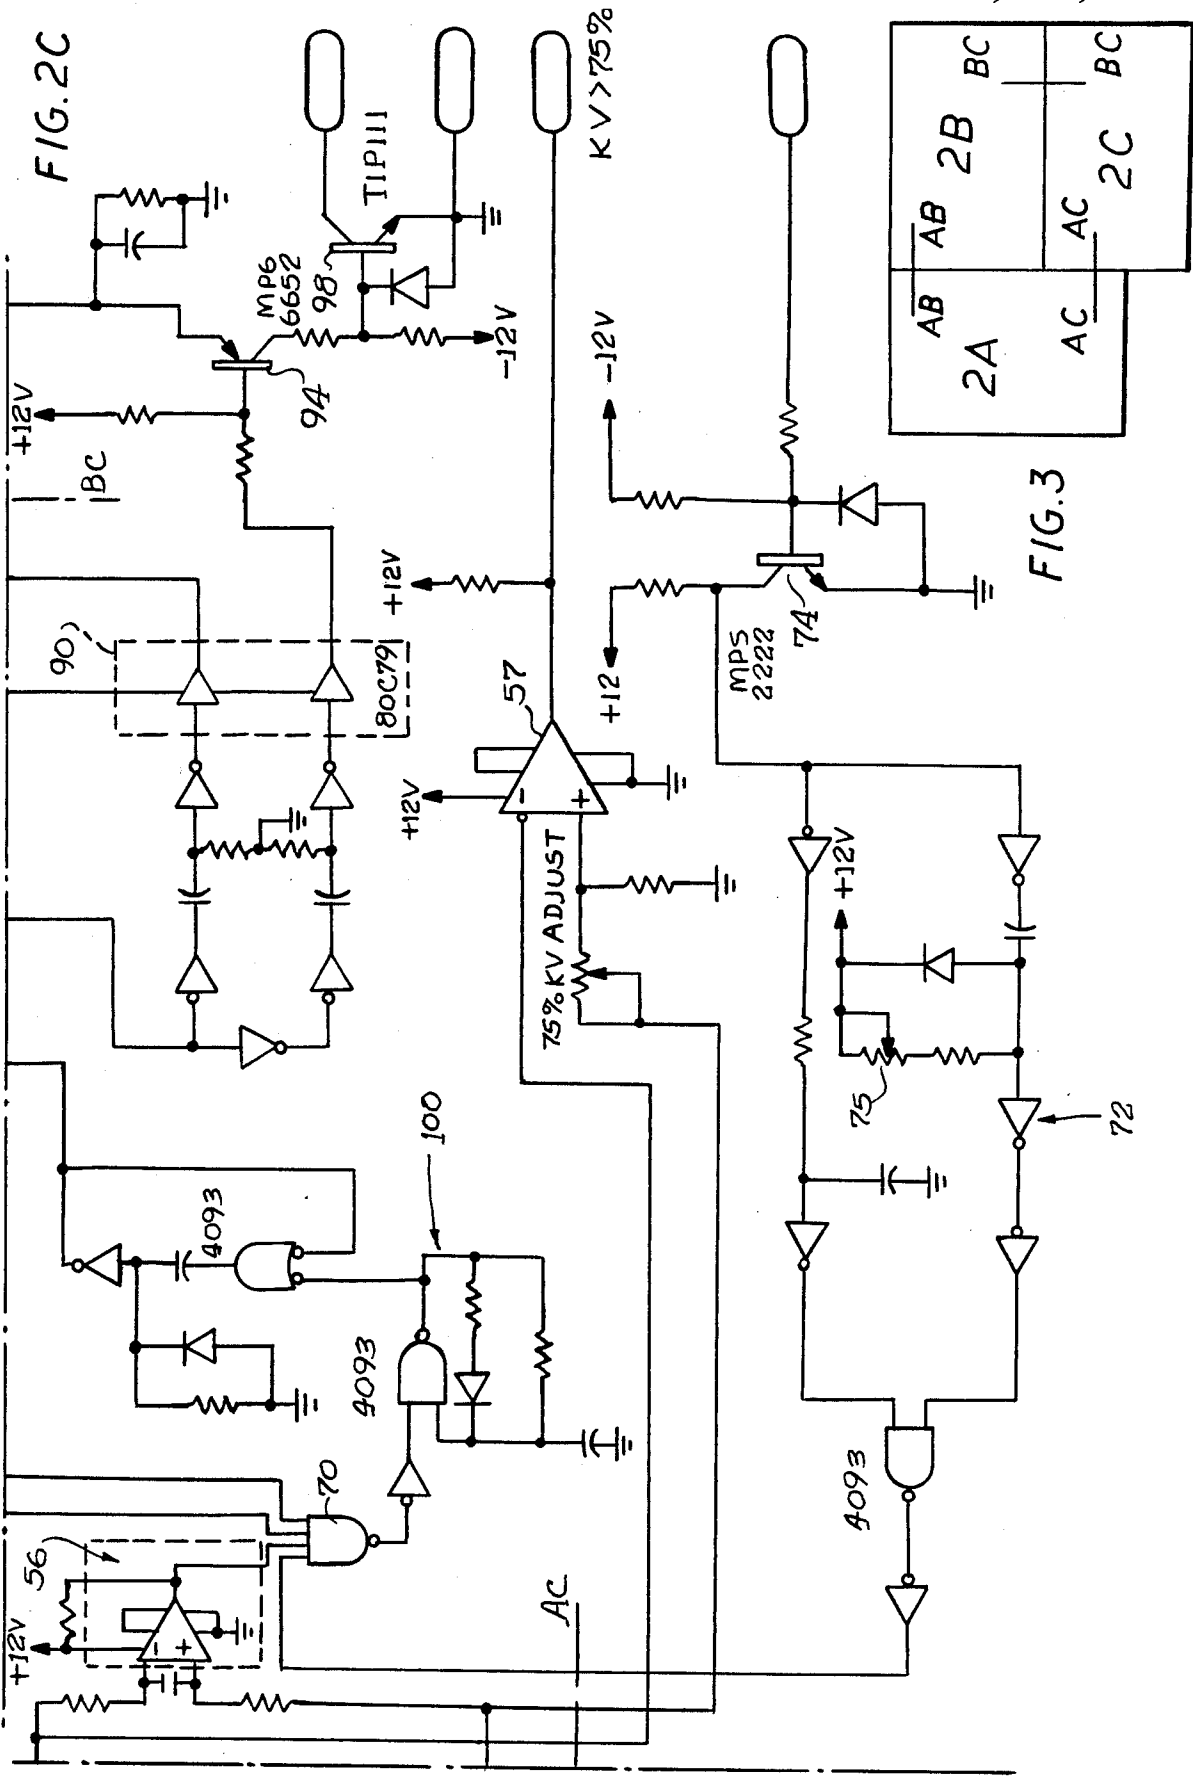 FIG. 2C
TIP111
KV>75%
MP6
6652
98
-12V
94
+12V
BC
90
80C79
+12V
57
+12V
-
+
75% KV ADJUST
-12V
+12
74
MPS
2222
+12V
75
72
100
4093
4093
70
56
+12V
-
+
AC
4093
FIG. 3
2A
2B
2C
AB
AB
AC
AC
BC
BC